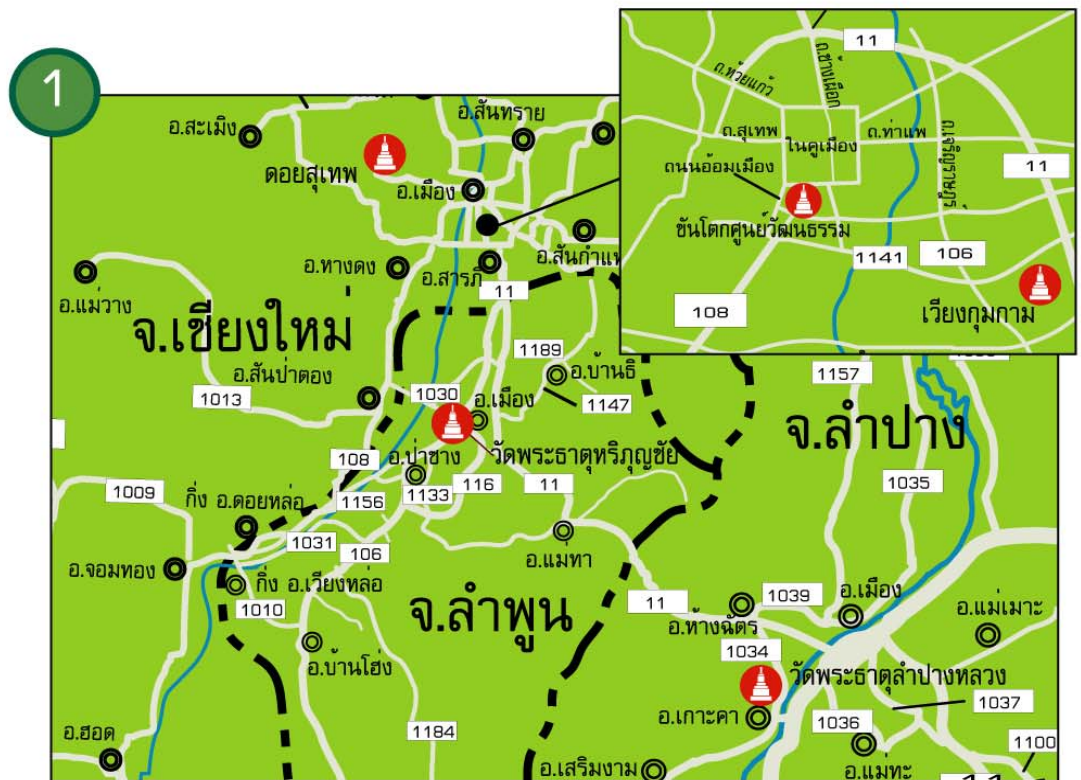 1
อ.สะเมิง
อ.สันทราย
ดอยสุเทพ
อ.เมือง
อ.หางดง
อ.สารภี
อ.แม่วาง
11
จ.เชียงใหม่
1189
อ.บ้านธิ
อ.สันป่าตอง
1013
1030
อ.เมือง
1147
108
อ.ป่าซาง
วัดพระธาตุหริภุญชัย
1009
กิ่ง อ.ดอยหล่อ
1156
1133
116
11
1031
106
อ.แม่ทา
อ.จอมทอง
กิ่ง อ.เวียงหล่อ
1010
จ.ลำพูน
อ.บ้านโฮ่ง
อ.ฮอด
1184
อ.เสริมงาม
11
ถ.ห้วยแก้ว
ถ.ช้างเผือก
ถ.สุเทพ
ในคูเมือง
ถ.ท่าแพ
ถ.เจริญราษฎร์
11
ถนนอ้อมเมือง
ขันโตกศูนย์วัฒนธรรม
1141
106
108
เวียงกุมกาม
1157
จ.ลำปาง
1035
11
1039
อ.เมือง
อ.แม่เมาะ
อ.ห้างฉัตร
1034
วัดพระธาตุลำปางหลวง
1037
อ.เกาะคา
1036
1100
อ.แม่ทะ